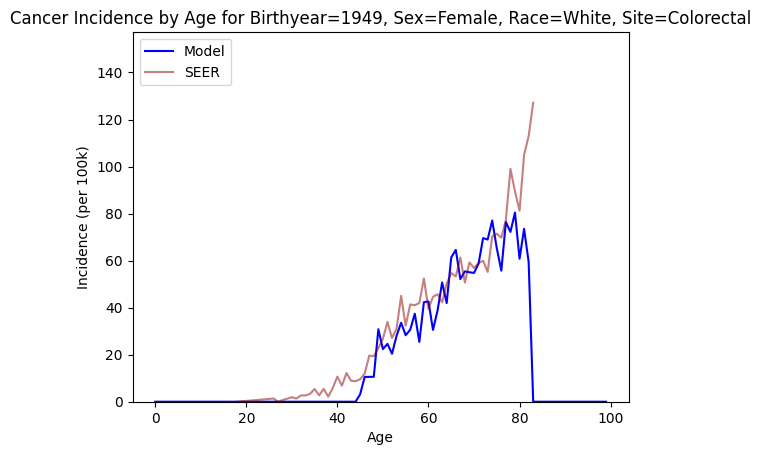 Cancer Incidence by Age for Birthyear=1949, Sex=Female, Race=White, Site=Colorectal
Model
SEER
Incidence (per 100k)
140
120
100
80
60
40
20
0
0 20 40 60 80 100
Age